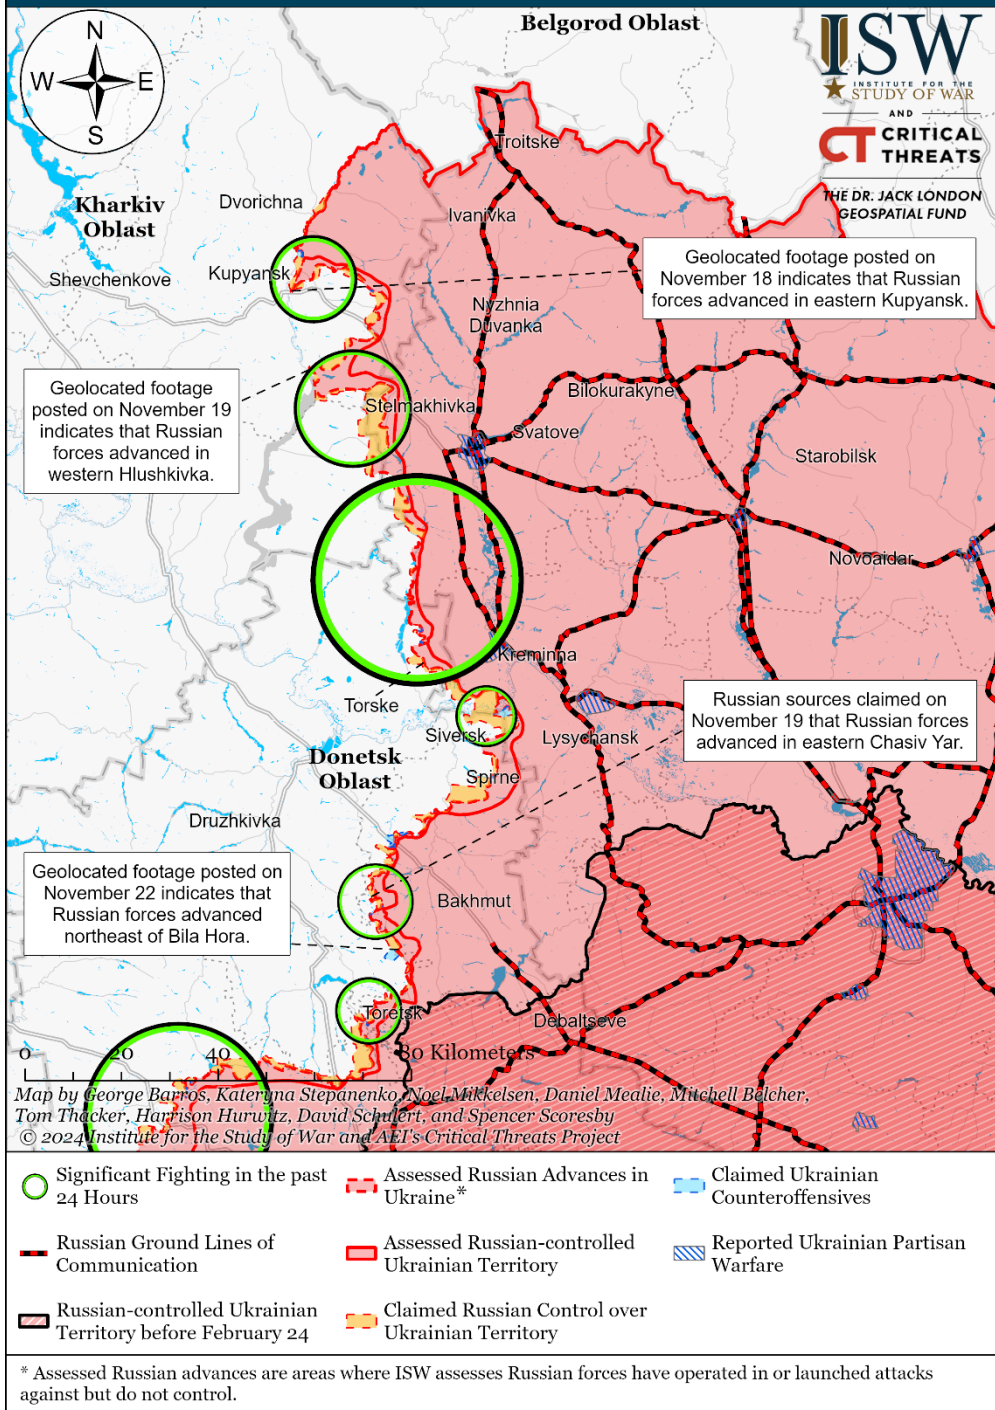 Belgorod Oblast
ISW
INSTITUTE FOR THE
STUDY OF WAR
AND
CT CRITICAL
THREATS
THE DR. JACK LONDON
GEOSPATIAL FUND
N
W E
S
Troitske
Dvorichna
Kharkiv
Oblast
Ivanivka
Shevchenkove
Kupyansk
Geolocated footage posted on
November 18 indicates that Russian
forces advanced in eastern Kupyansk.
Nyzhnia
Duvanka
Geolocated footage
posted on November 19
indicates that Russian
forces advanced in
western Hlushkivka.
Stelmakhivka
Bilokurakyne
Svatove
Starobilsk
Novoaidar
Kreminna
Torske
Siversk
Lysychansk
Russian sources claimed on
November 19 that Russian forces
advanced in eastern Chasiv Yar.
Donetsk
Oblast
Spirne
Druzhkivka
Geolocated footage posted on
November 22 indicates that
Russian forces advanced
northeast of Bila Hora.
Bakhmut
Toretsk
Debaltseve
0 20 40 80 Kilometers
Map by George Barros, Kateryna Stepanenko, Noel Mikkelsen, Daniel Mealie, Mitchell Belcher,
Tom Thacker, Harrison Hurwitz, David Schulert, and Spencer Scoresby
© 2024 Institute for the Study of War and AEI's Critical Threats Project
Significant Fighting in the past
24 Hours
Assessed Russian Advances in
Ukraine*
Claimed Ukrainian
Counteroffensives
Russian Ground Lines of
Communication
Assessed Russian-controlled
Ukrainian Territory
Reported Ukrainian Partisan
Warfare
Russian-controlled Ukrainian
Territory before February 24
Claimed Russian Control over
Ukrainian Territory
* Assessed Russian advances are areas where ISW assesses Russian forces have operated in or launched attacks
against but do not control.